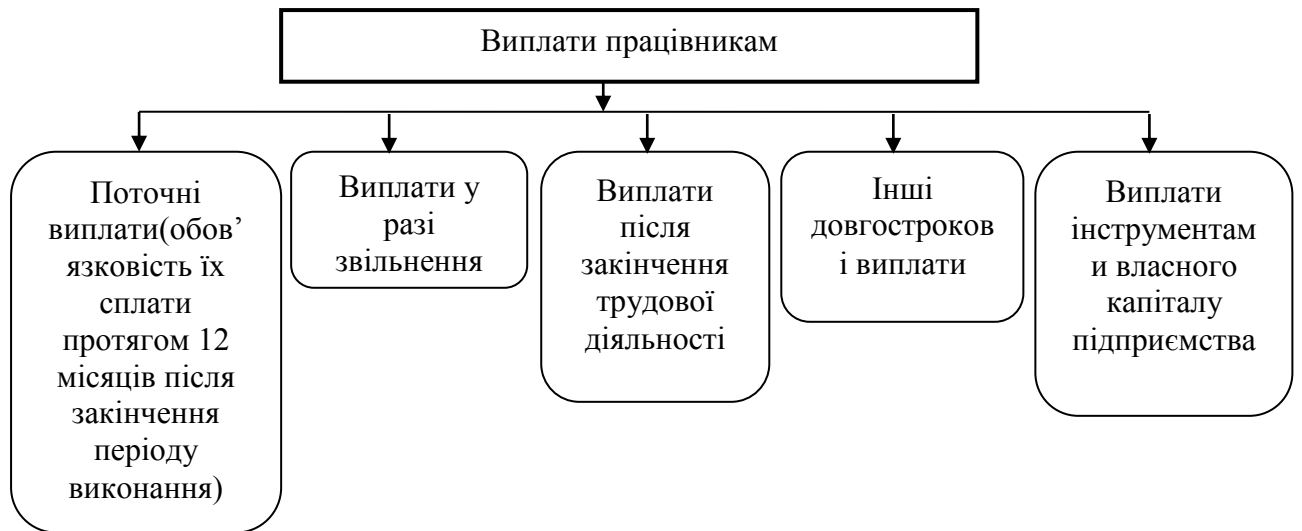 Виплати працівникам
Поточні
виплати(обов’
язковість їх
сплати
протягом 12
місяців після
закінчення
періоду
виконання)
Виплати у
разі
звільнення
Виплати
після
закінчення
трудової
діяльності
Інші
довгостроков
і виплати
Виплати
інструментам
и власного
капіталу
підприємства